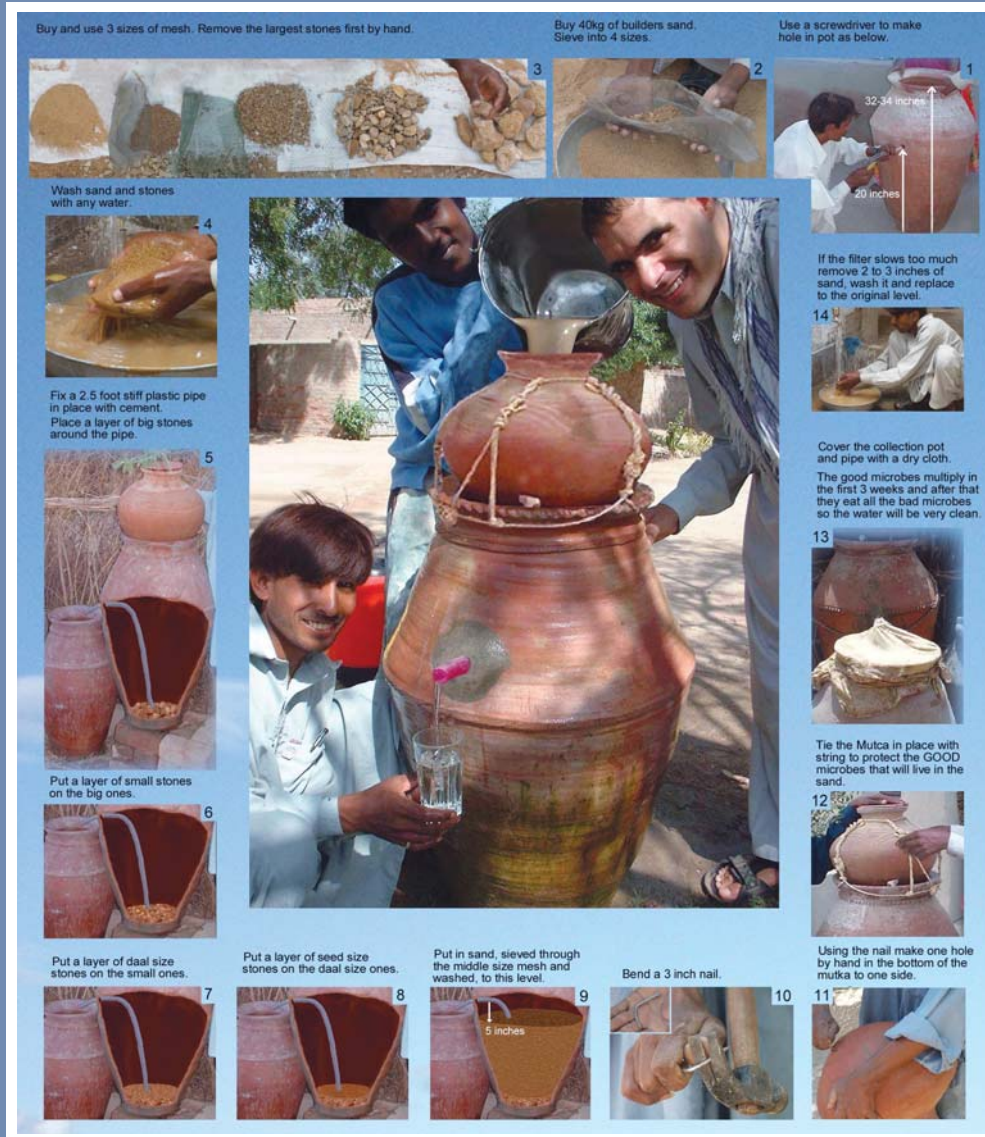 Buy and use 3 sizes of mesh. Remove the largest stones first by hand.
3
Buy 40kg of builders sand.
Sieve into 4 sizes.
2
Use a screwdriver to make
hole in pot as below.
1
32-34 inches
20 inches
Wash sand and stones
with any water.
4
Fix a 2.5 foot stiff plastic pipe
in place with cement.
Place a layer of big stones
around the pipe.
5
Put a layer of small stones
on the big ones.
6
Put a layer of daal size
stones on the small ones.
7
Put a layer of seed size
stones on the daal size ones.
8
Put in sand, sieved through
the middle size mesh and
washed, to this level.
9
5 inches
Bend a 3 inch nail.
10
Using the nail make one hole
by hand in the bottom of the
mutka to one side.
11
Tie the Mutca in place with
string to protect the GOOD
microbes that will live in the
sand.
12
Cover the collection pot
and pipe with a dry cloth.
The good microbes multiply in
the first 3 weeks and after that
they eat all the bad microbes
so the water will be very clean.
13
If the filter slows too much
remove 2 to 3 inches of
sand, wash it and replace
to the original level.
14